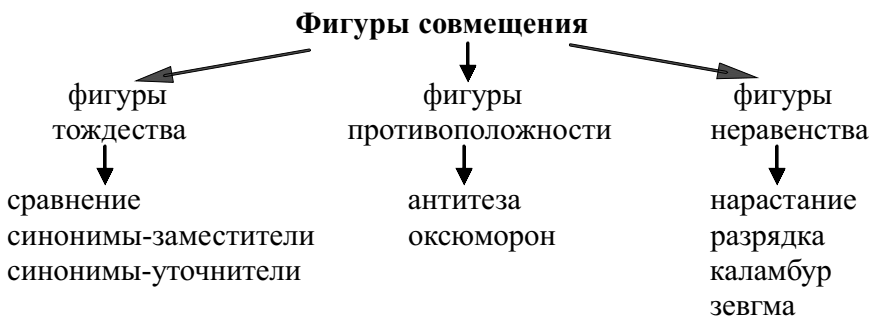 Фигуры совмещения
фигуры
тождества
сравнение
синонимы-заместители
синонимы-уточнители
фигуры
противоположности
антитеза
оксюморон
фигуры
неравенства
нарастание
разрядка
каламбур
зевгма